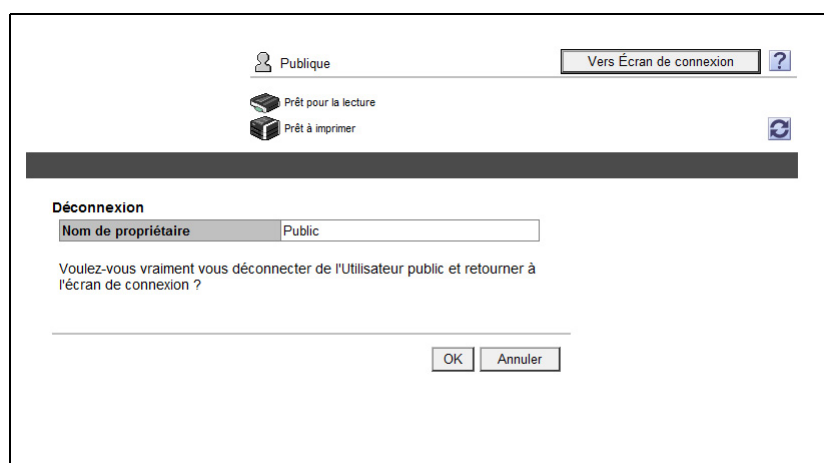 Publique
Vers Écran de connexion
?
Prêt pour la lecture
Prêt à imprimer
Déconnexion
Nom de propriétaire Public
Voulez-vous vraiment vous déconnecter de l'Utilisateur public et retourner à
l'écran de connexion ?
OK Annuler